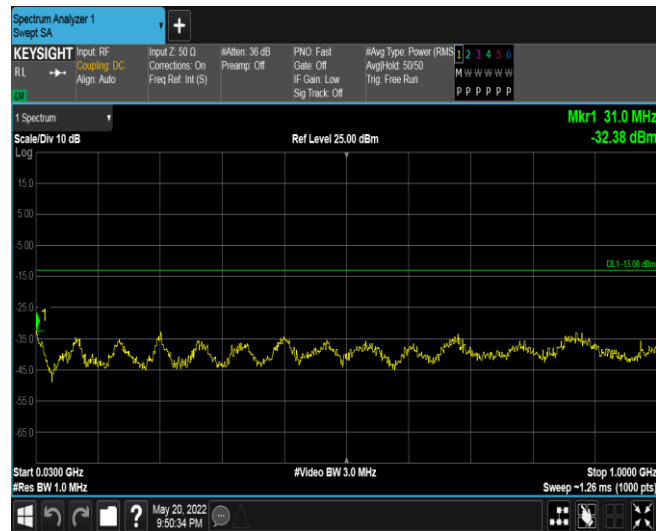 Spectrum Analyzer 1
Swept SA
+
KEYSIGHT
RL
Input: RF
Coupling: DC
Align: Auto
Input Z: 50 Ω
Corrections: On
Freq Ref: Int (S)
#Atten: 36 dB
Preamp: Off
PNO: Fast
Gate: Off
IF Gain: Low
Sig Track: Off
#Avg Type: Power (RMS
Avg|Hold: 50/50
Trig: Free Run
1 2 3 4 5 6
M W W W W W
P P P P P P
1 Spectrum
Scale/Div 10 dB
Ref Level 25.00 dBm
Mkr1 31.0 MHz
-32.38 dBm
Log
15.0
5.00
-5.00
DL1 -13.00 dBm
-15.0
-25.0
1
-35.0
-45.0
-55.0
-65.0
Start 0.0300 GHz
#Video BW 3.0 MHz
Stop 1.0000 GHz
#Res BW 1.0 MHz
Sweep ~1.26 ms (1000 pts)
?
May 20, 2022
9:50:34 PM